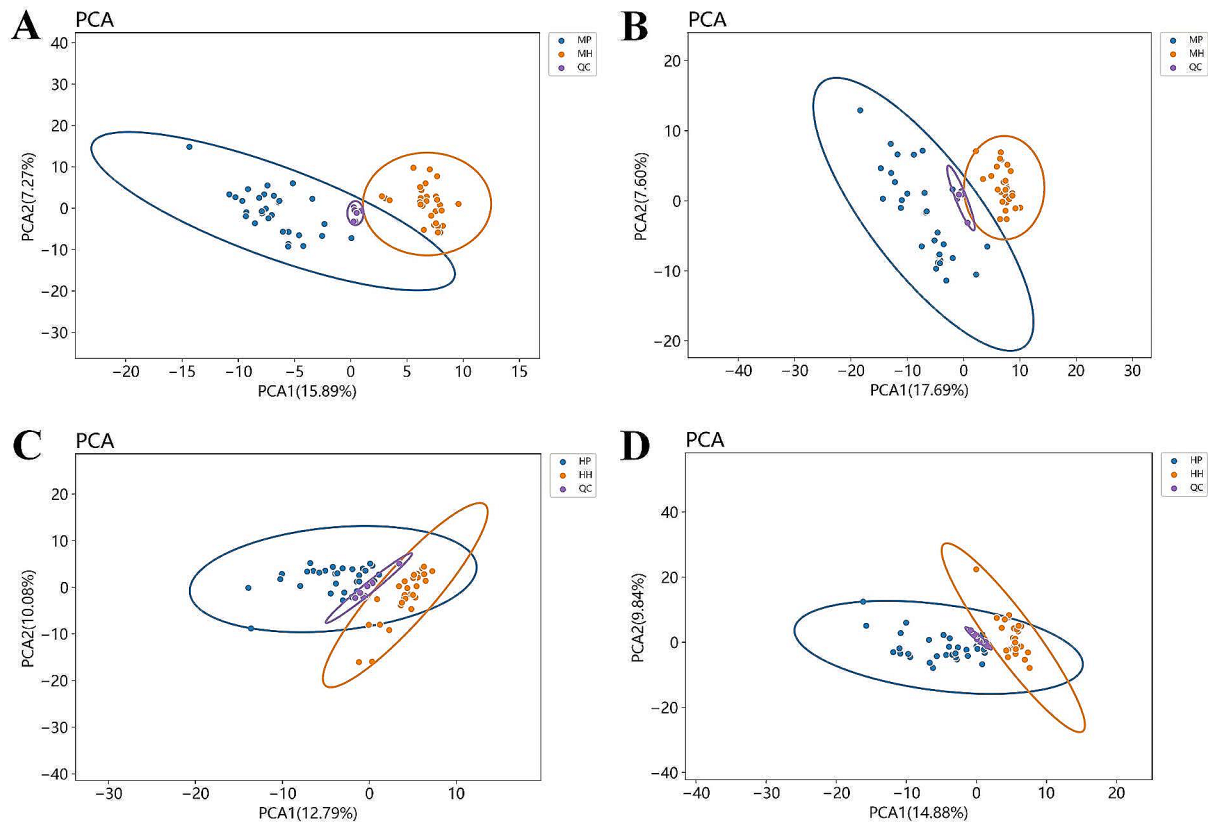 A
PCA
MP
MH
QC
40
30
20
10
0
−10
−20
−30
PCA2(7.27%)
−20
−15
−10
−5
0
5
10
15
PCA1(15.89%)
B
PCA
MP
MH
QC
20
10
0
−10
−20
PCA2(7.60%)
−40
−30
−20
−10
0
10
20
30
PCA1(17.69%)
C
PCA
HP
HH
QC
20
10
0
−10
−20
−30
−40
PCA2(10.08%)
−30
−20
−10
0
10
PCA1(12.79%)
D
PCA
HP
HH
QC
40
20
0
−20
−40
PCA2(9.84%)
−40
−30
−20
−10
0
10
20
PCA1(14.88%)